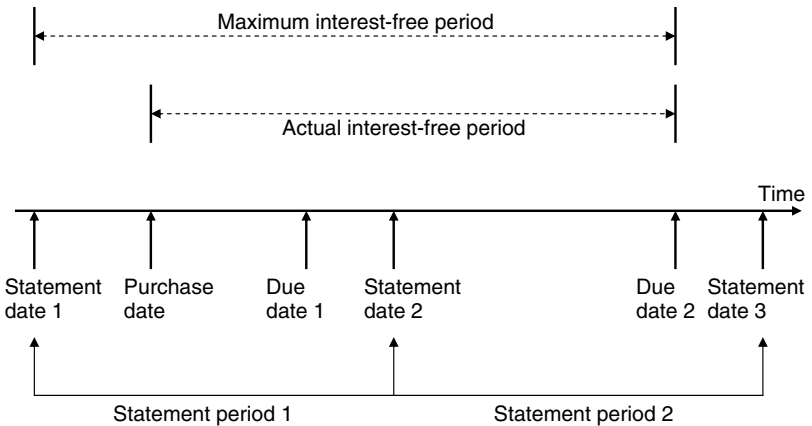 Maximum interest-free period
Actual interest-free period
Time
Statement date 1
Purchase date
Due date 1
Statement date 2
Due date 2
Statement date 3
Statement period 1
Statement period 2